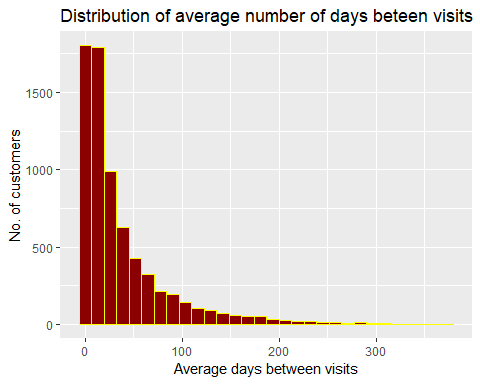 Distribution of average number of days beteen visits
No. of customers
1500
1000
500
0
0 100 200 300
Average days between visits